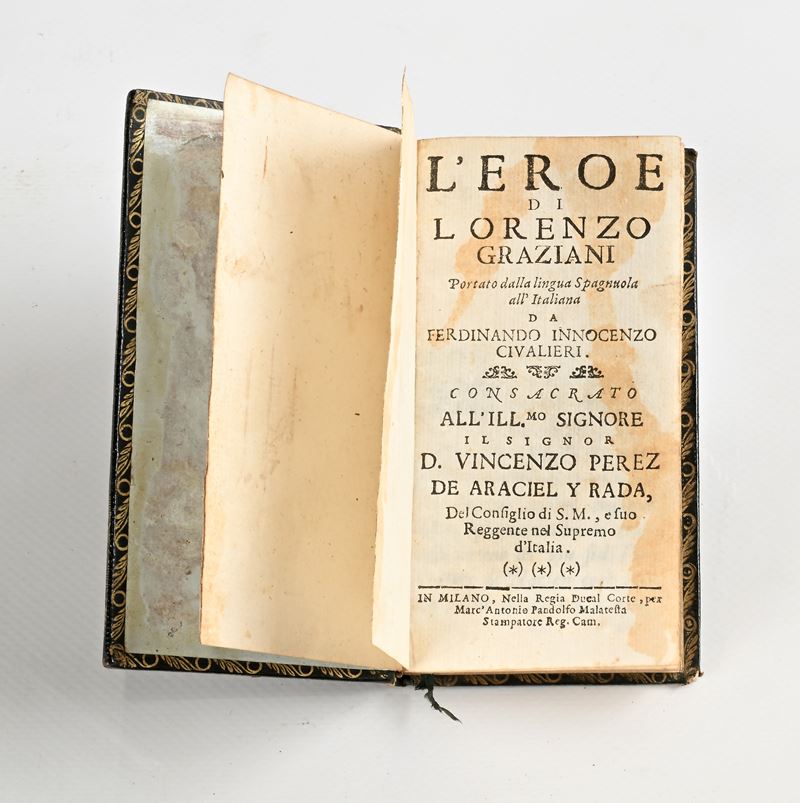 L'EROE
DI
LORENZO
GRAZIANI
Portato dalla lingua Spagnuola
all' Italiana
DA
FERDINANDO INNOCENZO
CIVALIERI.
CONSACRATO
ALL'ILL.MO SIGNORE
IL SIGNOR
D. VINCENZO PEREZ
DE ARACIEL Y RADA,
Del Consiglio di S. M., e suo
Reggente nel Supremo
d'Italia.
(*) (*) (*)
IN MILANO, Nella Regia Ducal Corte, per
Marc'Antonio Pandolfo Malatesta
Stampatore Reg. Cam.